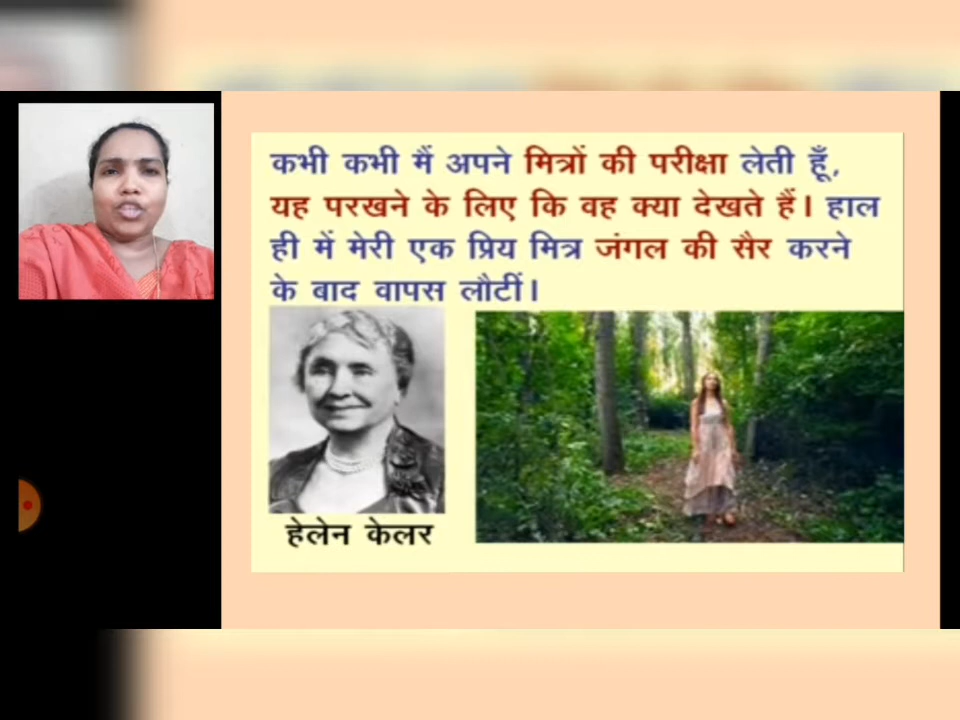 कभी कभी मैं अपने मित्रों की परीक्षा लेती हूँ,
यह परखने के लिए कि वह क्या देखते हैं। हाल
ही में मेरी एक प्रिय मित्र जंगल की सैर करने
के बाद वापस लौटीं।
हेलेन केलर